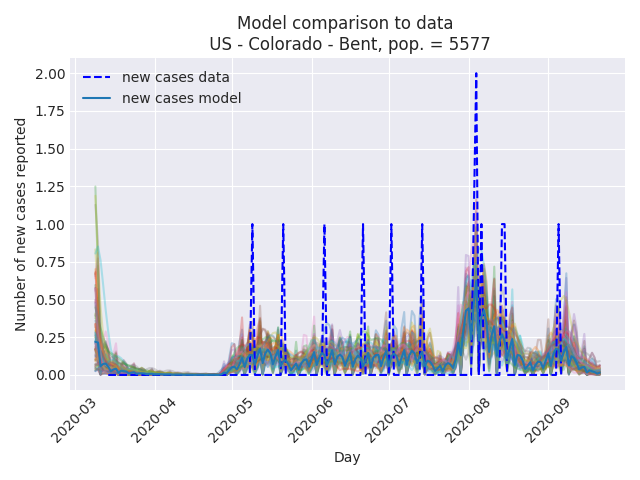 Model comparison to data
US - Colorado - Bent, pop. = 5577
2.00
1.75
1.50
1.25
1.00
0.75
0.50
0.25
0.00
Number of new cases reported
new cases data
new cases model
2020-03
2020-04
2020-05
2020-06
2020-07
2020-08
2020-09
Day